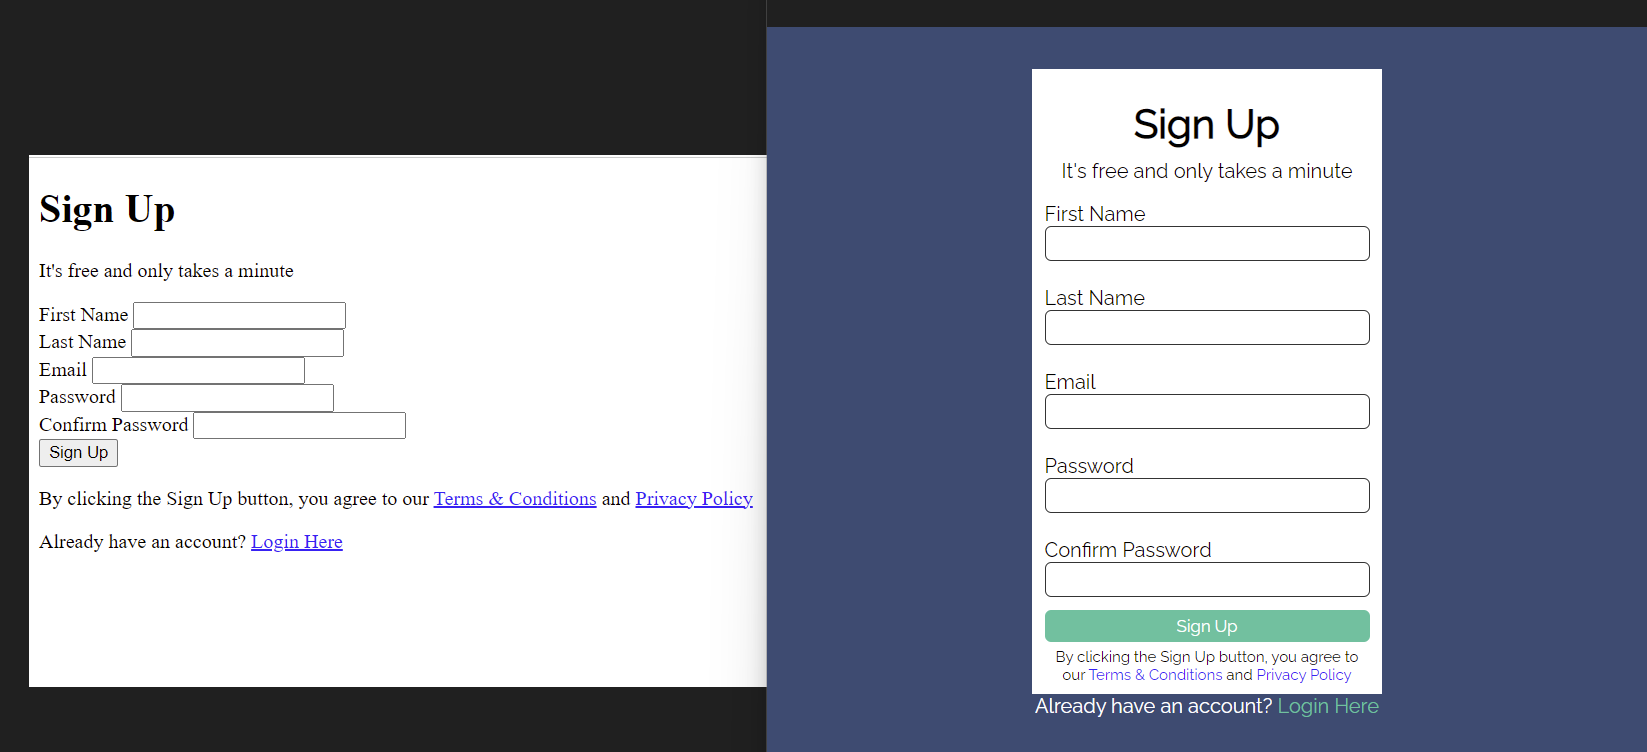 Sign Up
It's free and only takes a minute
First Name
Last Name
Email
Password
Confirm Password
Sign Up
By clicking the Sign Up button, you agree to our Terms & Conditions and Privacy Policy
Already have an account? Login Here
Sign Up
It's free and only takes a minute
First Name
Last Name
Email
Password
Confirm Password
Sign Up
By clicking the Sign Up button, you agree to
our Terms & Conditions and Privacy Policy
Already have an account? Login Here